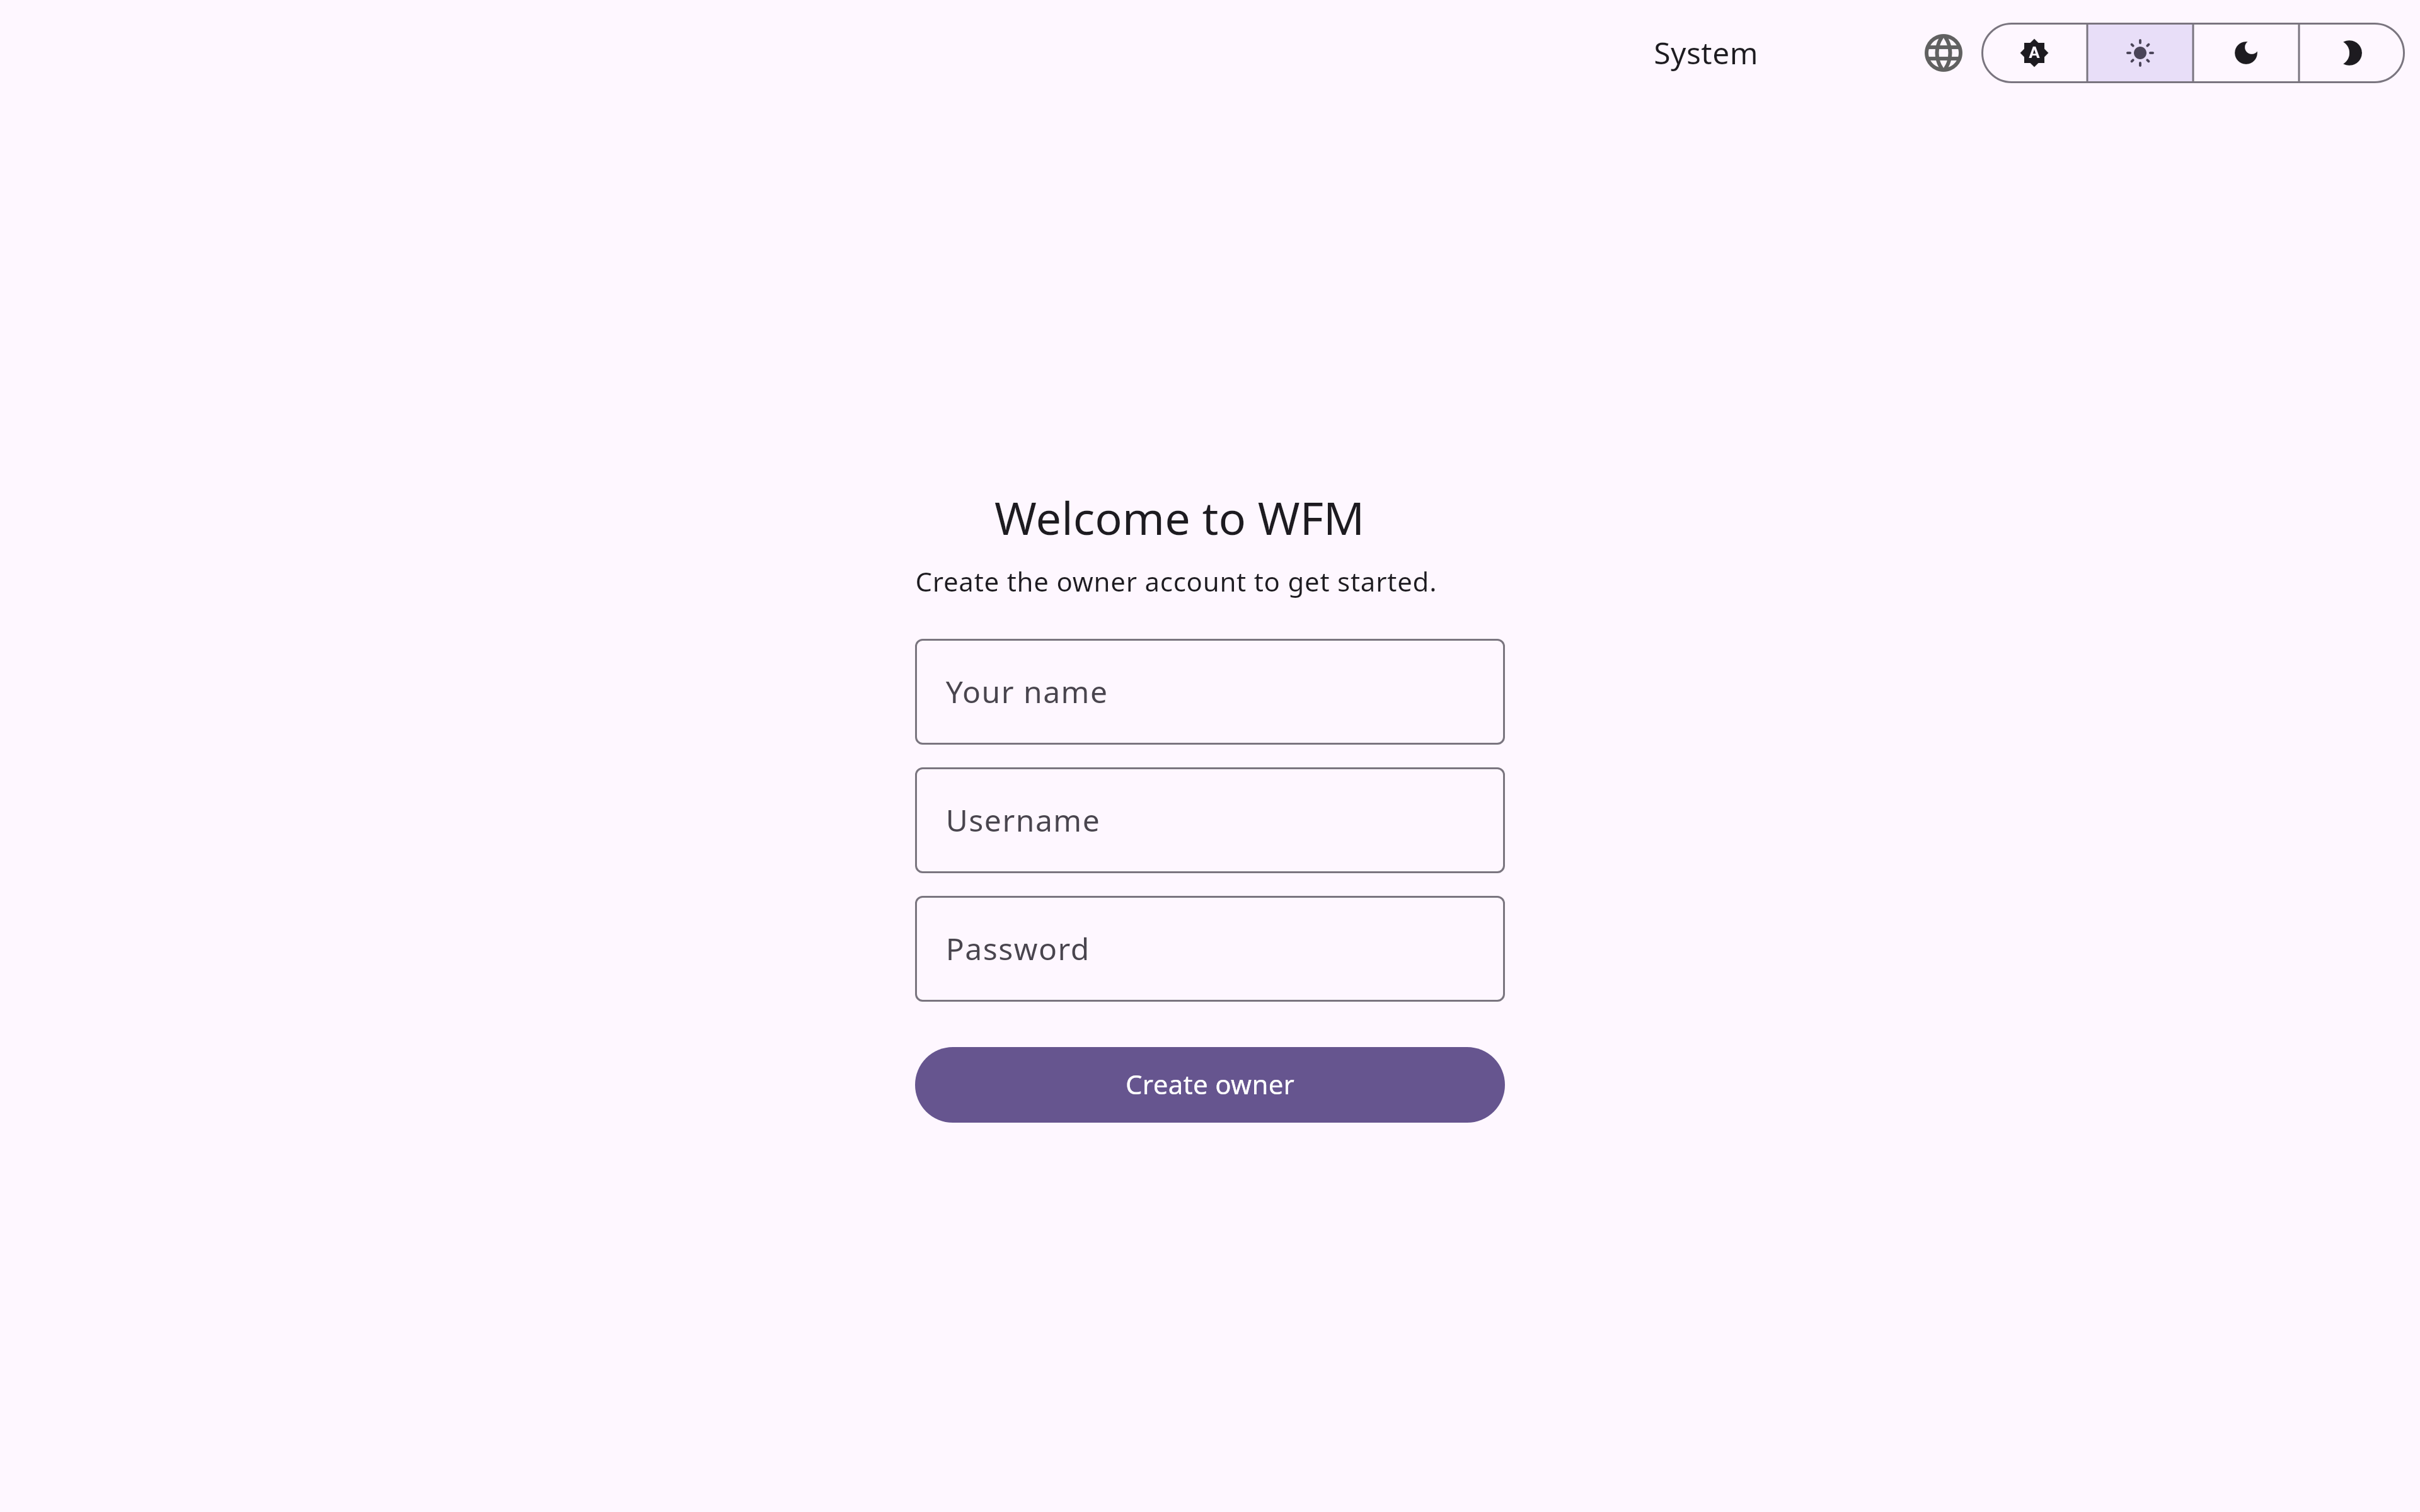 System
Welcome to WFM
Create the owner account to get started.
Your name
Username
Password
Create owner